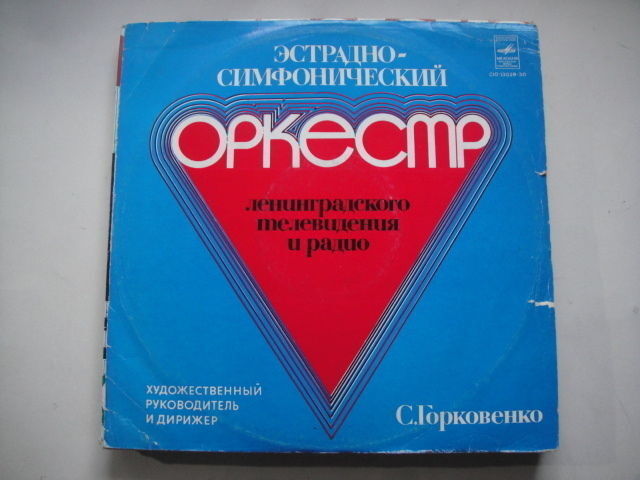 ЭСТРАДНО-
СИМФОНИЧЕСКИЙ
ОРКЕСТР
ленинградского
телевидения
и радио
ХУДОЖЕСТВЕННЫЙ
РУКОВОДИТЕЛЬ
И ДИРИЖЕР
С.Горковенко